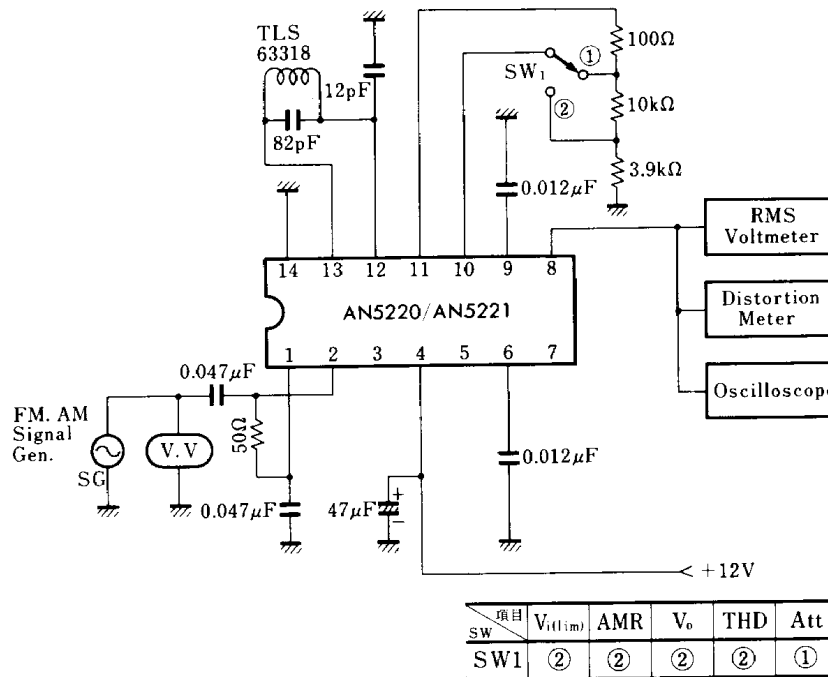 TLS
63318
12pF
82pF
SW₁
①
②
100Ω
10kΩ
3.9kΩ
0.012μF
14 13 12 11 10 9 8
AN5220/AN5221
1 2 3 4 5 6 7
RMS
Voltmeter
Distortion
Meter
Oscilloscope
0.047μF
FM. AM
Signal
Gen.
SG
V.V
50Ω
0.047μF
47μF
+
−
0.012μF
+12V
SW 項目 Vi(lim) AMR Vo THD Att
SW1 ② ② ② ② ①